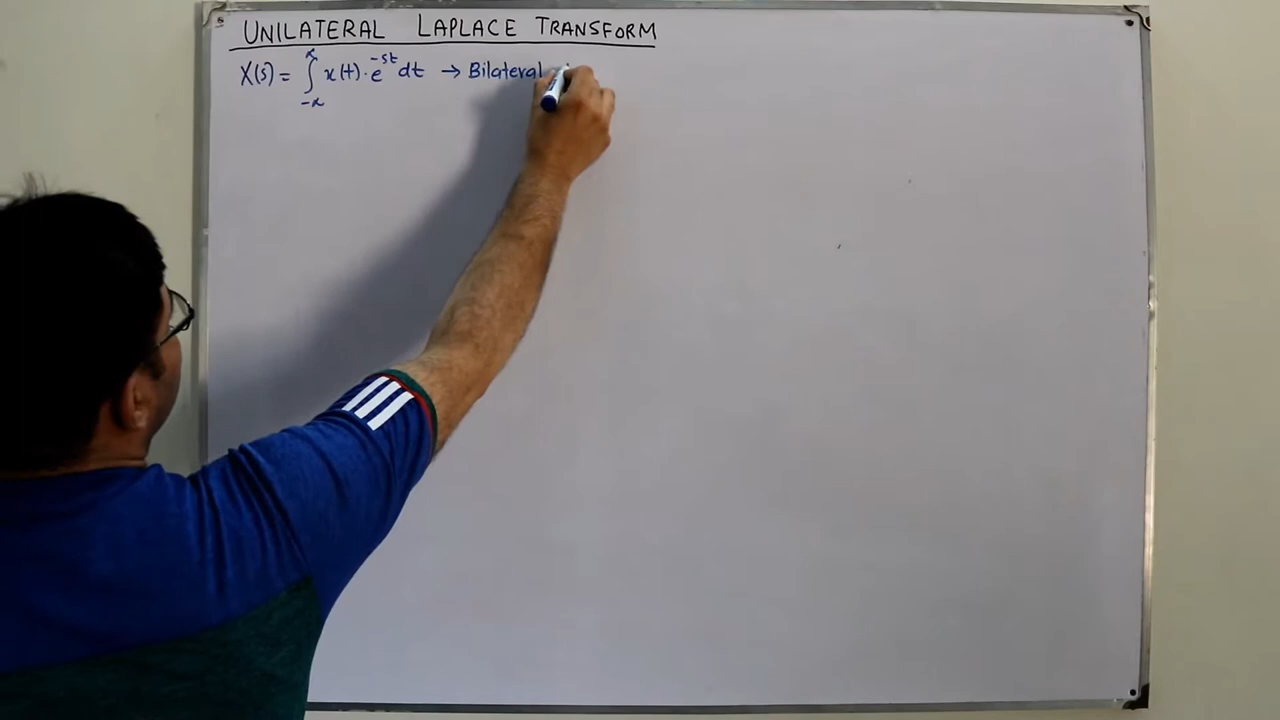 UNILATERAL LAPLACE TRANSFORM
X(s) = ∫_{-∞}^{∞} x(t) · e^{-st} dt → Bilateral